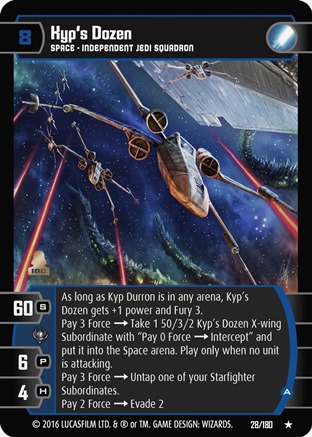 8
Kyp's Dozen
SPACE - INDEPENDENT JEDI SQUADRON
60 S
6 P
4 H
As long as Kyp Durron is in any arena, Kyp's
Dozen gets +1 power and Fury 3.
Pay 3 Force → Take 1 50/3/2 Kyp's Dozen X-wing
Subordinate with "Pay 0 Force → Intercept" and
put it into the Space arena. Play only when no unit
is attacking.
Pay 3 Force → Untap one of your Starfighter
Subordinates.
Pay 2 Force → Evade 2
A
© 2016 LUCASFILM LTD. & ® or TM. GAME DESIGN: WIZARDS.
28/180 ★